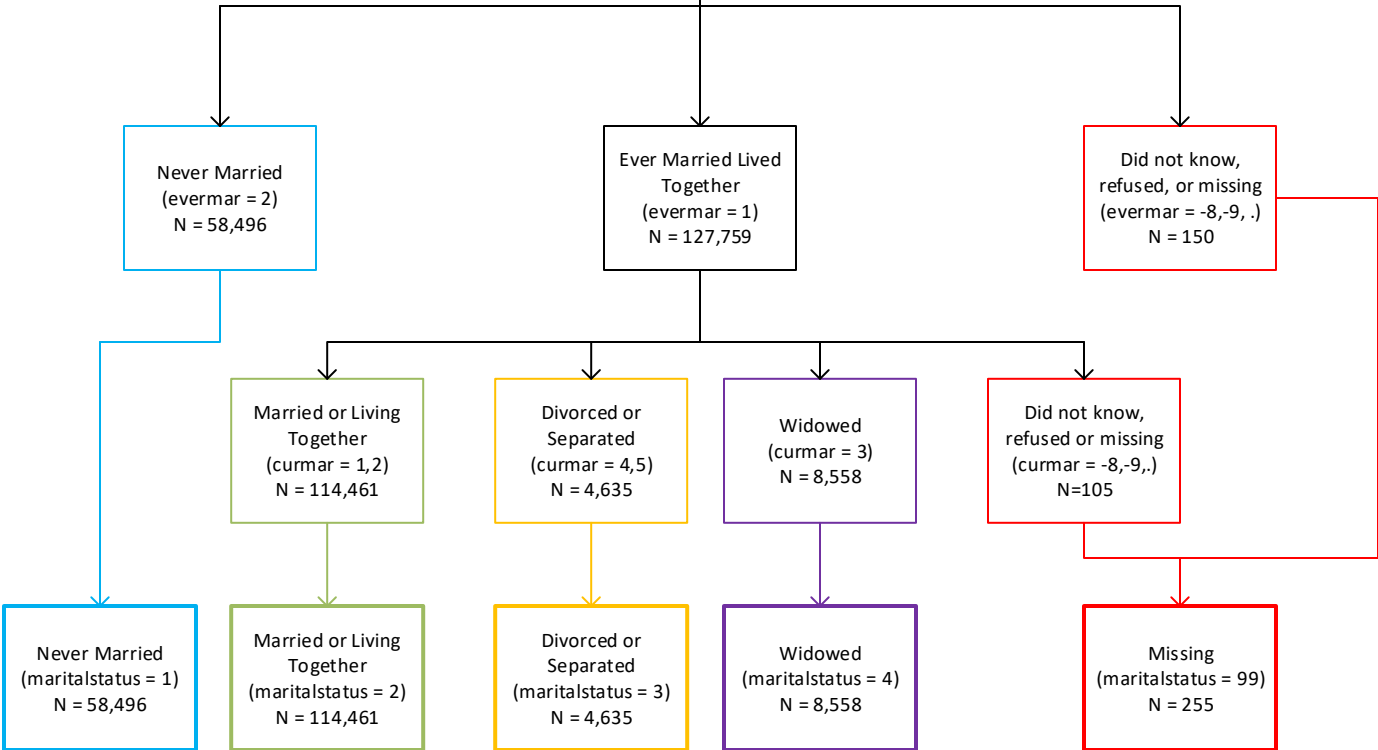 Never Married
(evermar = 2)
N = 58,496
Ever Married Lived
Together
(evermar = 1)
N = 127,759
Did not know,
refused, or missing
(evermar = -8,-9, .)
N = 150
Married or Living
Together
(curmar = 1,2)
N = 114,461
Divorced or
Separated
(curmar = 4,5)
N = 4,635
Widowed
(curmar = 3)
N = 8,558
Did not know,
refused or missing
(curmar = -8,-9,.)
N=105
Never Married
(maritalstatus = 1)
N = 58,496
Married or Living
Together
(maritalstatus = 2)
N = 114,461
Divorced or
Separated
(maritalstatus = 3)
N = 4,635
Widowed
(maritalstatus = 4)
N = 8,558
Missing
(maritalstatus = 99)
N = 255